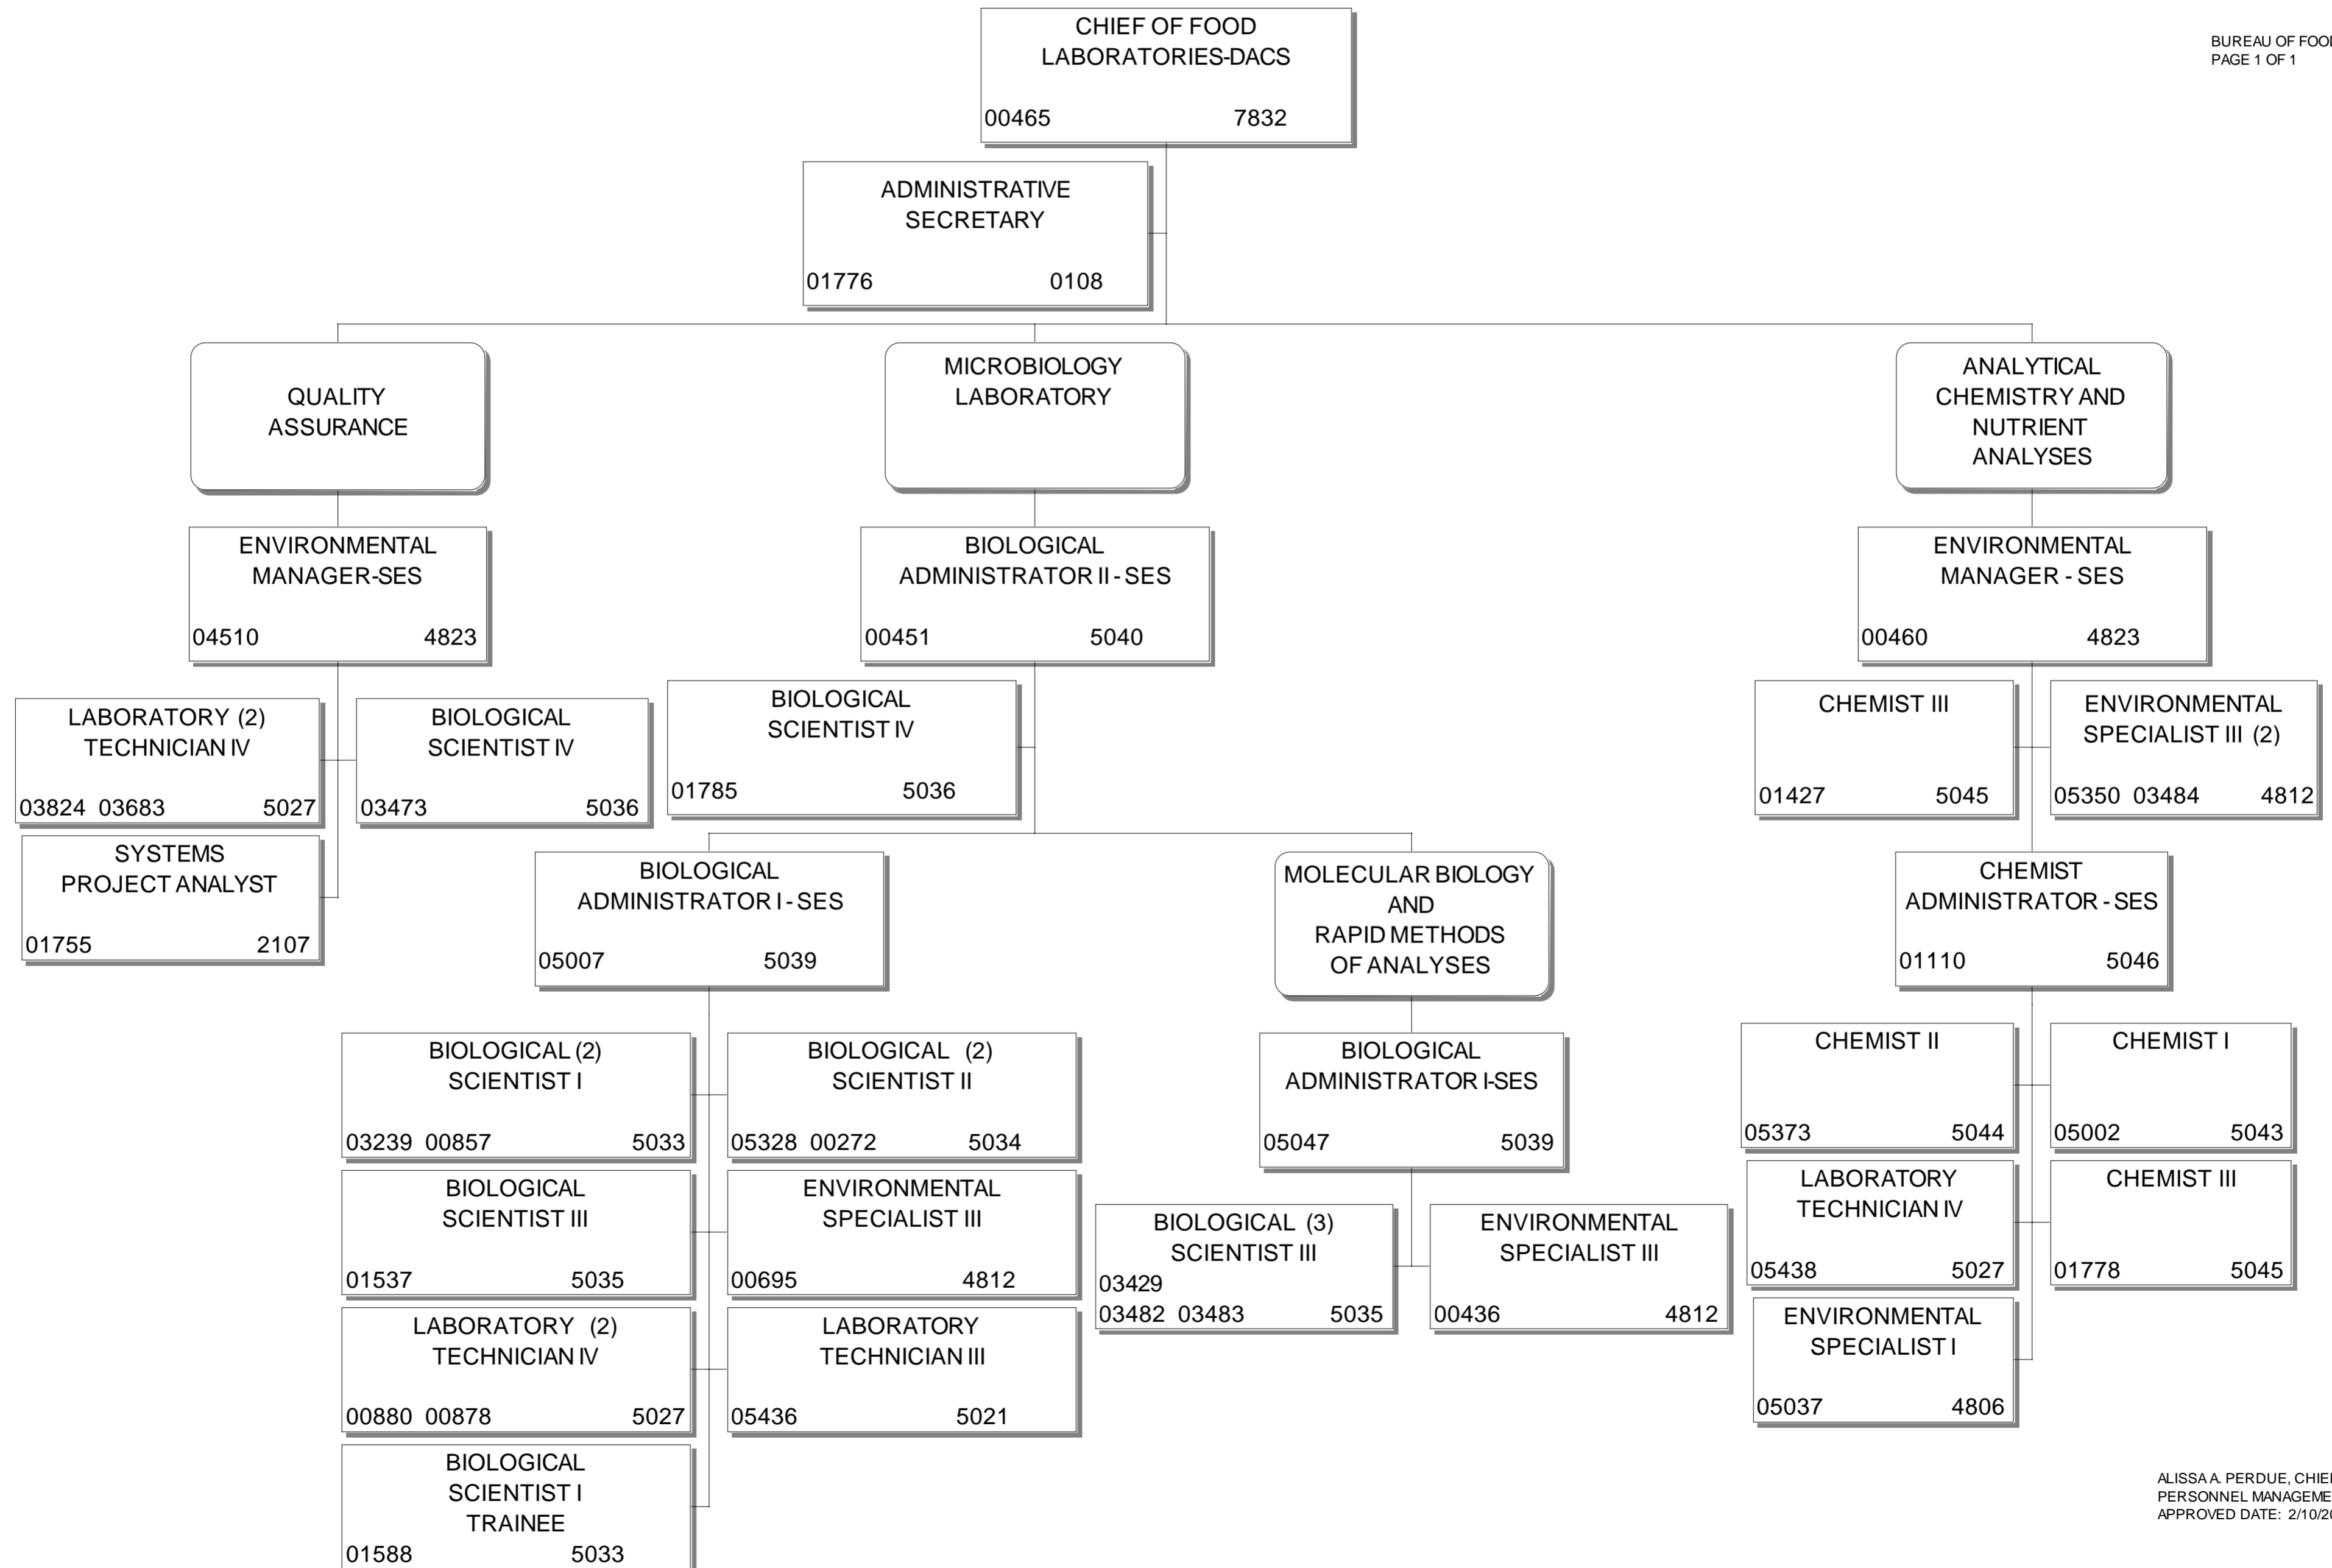 CHIEF OF FOOD
LABORATORIES-DACS
00465 7832
BUREAU OF FOOD
PAGE 1 OF 1
ADMINISTRATIVE
SECRETARY
01776 0108
QUALITY
ASSURANCE
MICROBIOLOGY
LABORATORY
ANALYTICAL
CHEMISTRY AND
NUTRIENT
ANALYSES
ENVIRONMENTAL
MANAGER-SES
04510 4823
BIOLOGICAL
ADMINISTRATOR II - SES
00451 5040
ENVIRONMENTAL
MANAGER - SES
00460 4823
LABORATORY (2)
TECHNICIAN IV
03824 03683 5027
BIOLOGICAL
SCIENTIST IV
03473 5036
BIOLOGICAL
SCIENTIST IV
01785 5036
CHEMIST III
01427 5045
ENVIRONMENTAL
SPECIALIST III (2)
05350 03484 4812
SYSTEMS
PROJECT ANALYST
01755 2107
BIOLOGICAL
ADMINISTRATOR I - SES
05007 5039
MOLECULAR BIOLOGY
AND
RAPID METHODS
OF ANALYSES
CHEMIST
ADMINISTRATOR - SES
01110 5046
BIOLOGICAL (2)
SCIENTIST I
03239 00857 5033
BIOLOGICAL (2)
SCIENTIST II
05328 00272 5034
BIOLOGICAL
ADMINISTRATOR I-SES
05047 5039
CHEMIST II
05373 5044
CHEMIST I
05002 5043
BIOLOGICAL
SCIENTIST III
01537 5035
ENVIRONMENTAL
SPECIALIST III
00695 4812
BIOLOGICAL (3)
SCIENTIST III
03429
03482 03483 5035
ENVIRONMENTAL
SPECIALIST III
00436 4812
LABORATORY
TECHNICIAN IV
05438 5027
CHEMIST III
01778 5045
LABORATORY (2)
TECHNICIAN IV
00880 00878 5027
LABORATORY
TECHNICIAN III
05436 5021
ENVIRONMENTAL
SPECIALIST I
05037 4806
BIOLOGICAL
SCIENTIST I
TRAINEE
01588 5033
ALISSA A. PERDUE,
PERSONNEL
APPROVED DATE: 2/10/20